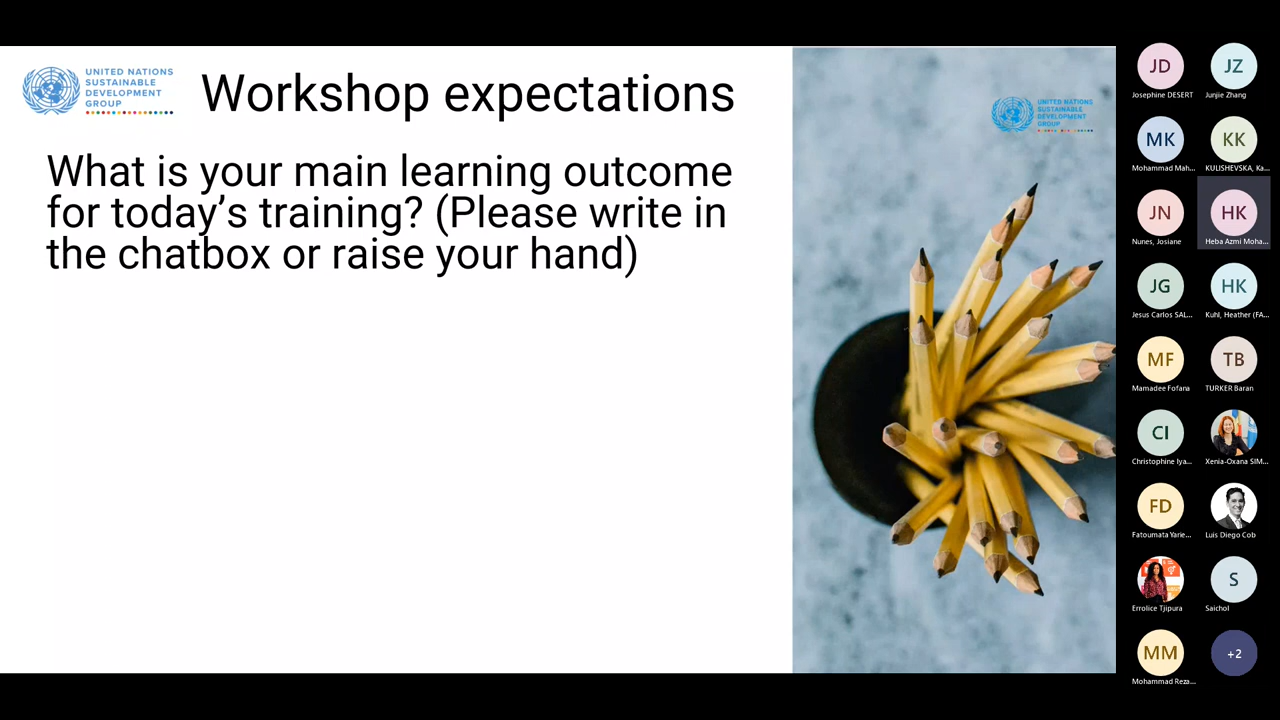 UNITED NATIONS
SUSTAINABLE
DEVELOPMENT
GROUP
Workshop expectations
What is your main learning outcome
for today’s training? (Please write in
the chatbox or raise your hand)
UNITED NATIONS
SUSTAINABLE
DEVELOPMENT
GROUP
JD
JZ
Josephine DESERT
Junjie Zhang
MK
KK
Mohammad Mah...
KULISHEVSKA, Ka...
JN
HK
Nunes, Josiane
Heba Azmi Moha...
JG
HK
Jesus Carlos SAL...
Kuhl, Heather (FA...
MF
TB
Mamadee Fofana
TURKER Baran
CI
Christophine Iya...
Xenia-Oxana SIM...
FD
Fatoumata Yarie...
Luis Diego Cob
Errolice Tjipura
S
Saichol
MM
+2
Mohammad Reza...